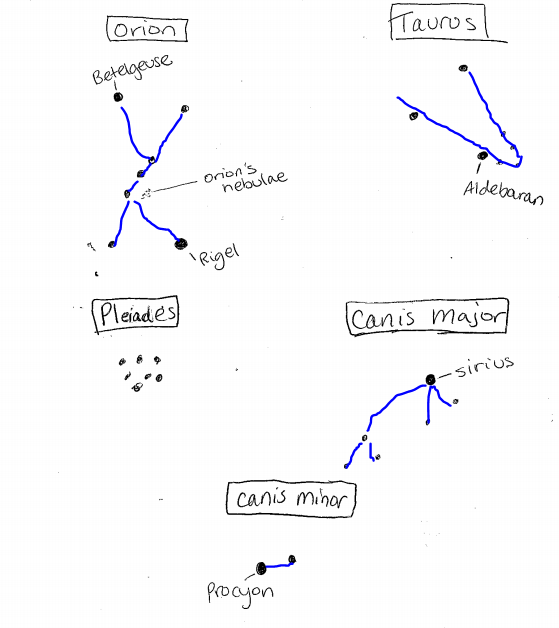 Orion
Taurus
Betelgeuse
orion's
nebulae
Aldebaran
Rigel
Pleiades
Canis Major
sirius
canis minor
Procyon